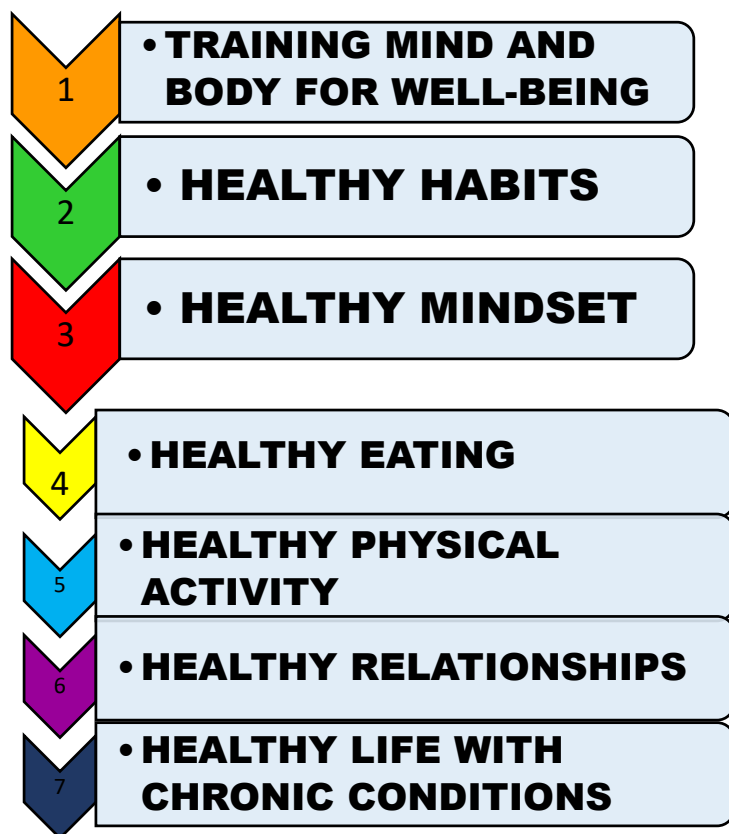 1
• TRAINING MIND AND
BODY FOR WELL-BEING
2
• HEALTHY HABITS
3
• HEALTHY MINDSET
4
• HEALTHY EATING
5
• HEALTHY PHYSICAL
ACTIVITY
6
• HEALTHY RELATIONSHIPS
7
• HEALTHY LIFE WITH
CHRONIC CONDITIONS